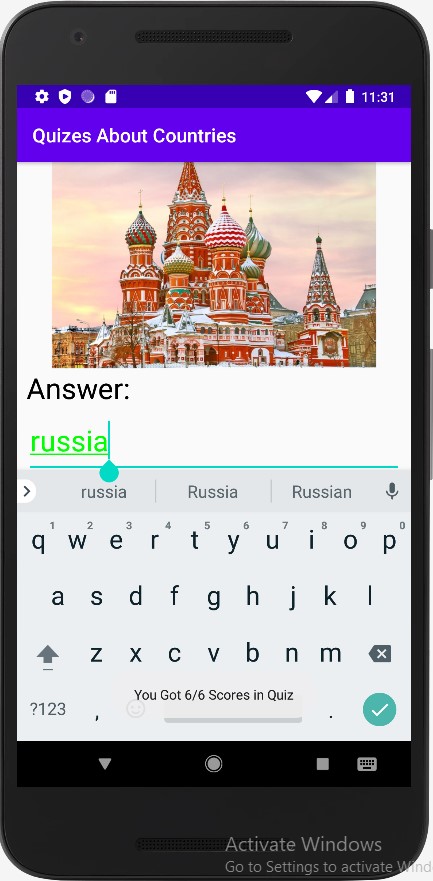 11:31
Quizes About Countries
Answer:
russia
russia Russia Russian
1 2 3 4 5 6 7 8 9 0
q w e r t y u i o p
a s d f g h j k l
z x c v b n m
You Got 6/6 Scores in Quiz
?123 , .
Activate Windows
Go to Settings to activate Wind